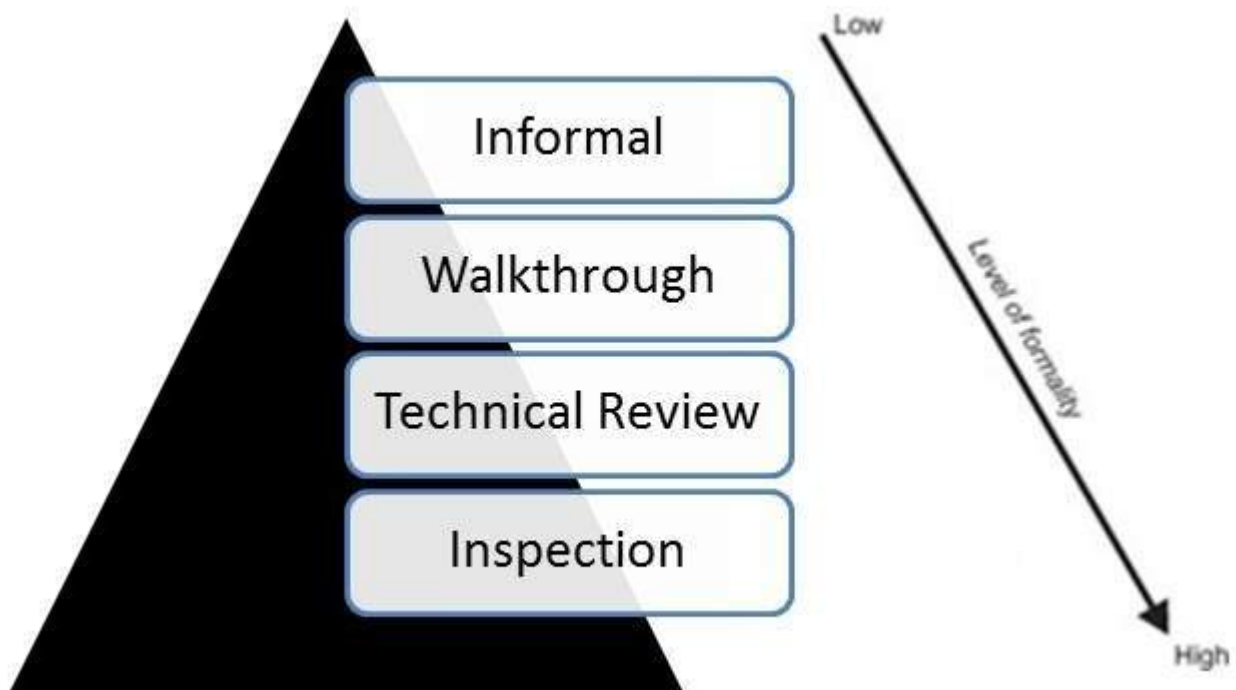 Low
Informal
Walkthrough
Level of formality
Technical Review
Inspection
High